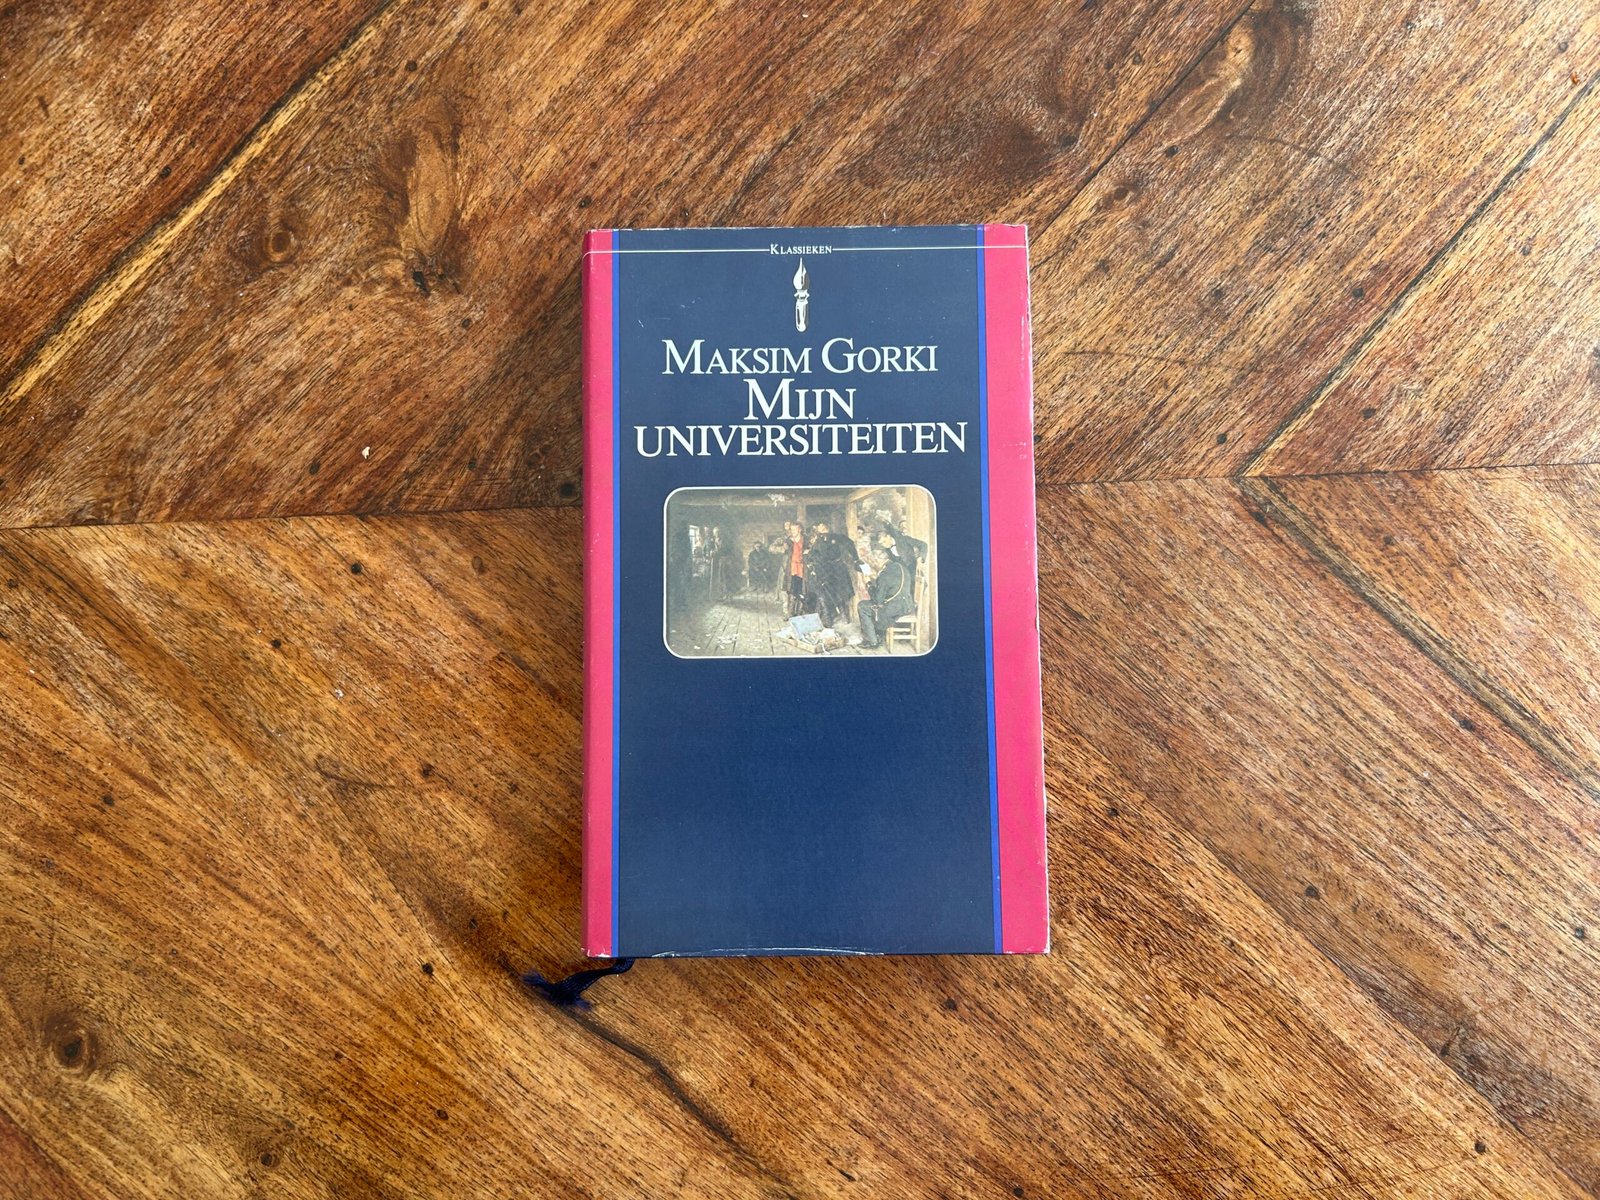 Klassieken
Maksim Gorki
Mijn
universiteiten